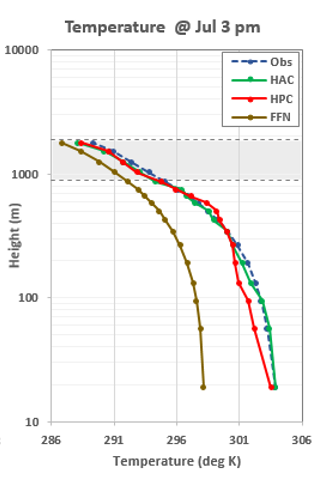 Temperature @ Jul 3 pm
10000
1000
100
10
Height (m)
Obs
HAC
HPC
FFN
286 291 296 301 306
Temperature (deg K)